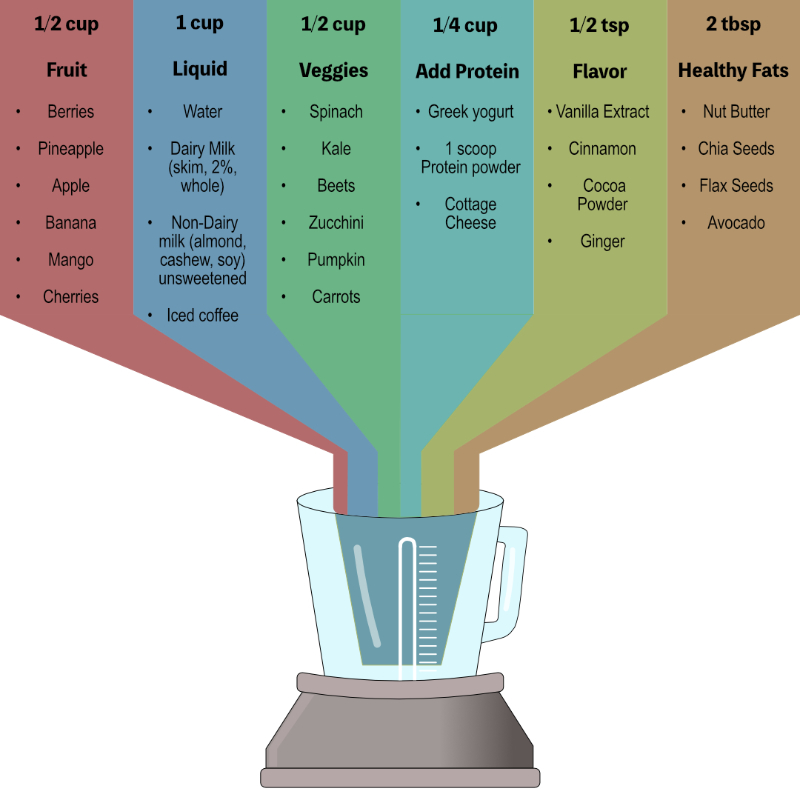 1/2 cup
Fruit
• Berries
• Pineapple
• Apple
• Banana
• Mango
• Cherries
1 cup
Liquid
• Water
• Dairy Milk
(skim, 2%,
whole)
• Non-Dairy
milk (almond,
cashew, soy)
unsweetened
• Iced coffee
1/2 cup
Veggies
• Spinach
• Kale
• Beets
• Zucchini
• Pumpkin
• Carrots
1/4 cup
Add Protein
• Greek yogurt
• 1 scoop
Protein powder
• Cottage
Cheese
1/2 tsp
Flavor
• Vanilla Extract
• Cinnamon
• Cocoa
Powder
• Ginger
2 tbsp
Healthy Fats
• Nut Butter
• Chia Seeds
• Flax Seeds
• Avocado